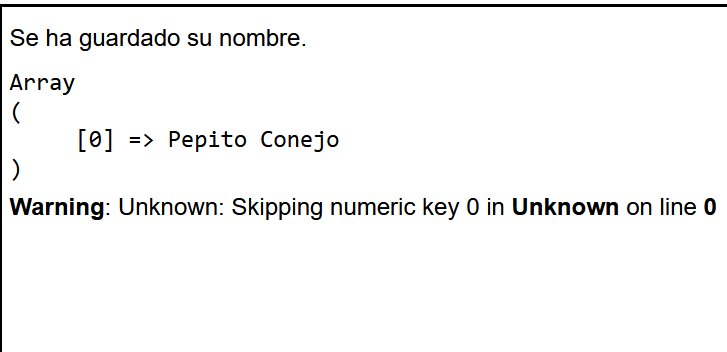 Se ha guardado su nombre.
Array
(
[0] => Pepito Conejo
)
Warning: Unknown: Skipping numeric key 0 in Unknown on line 0